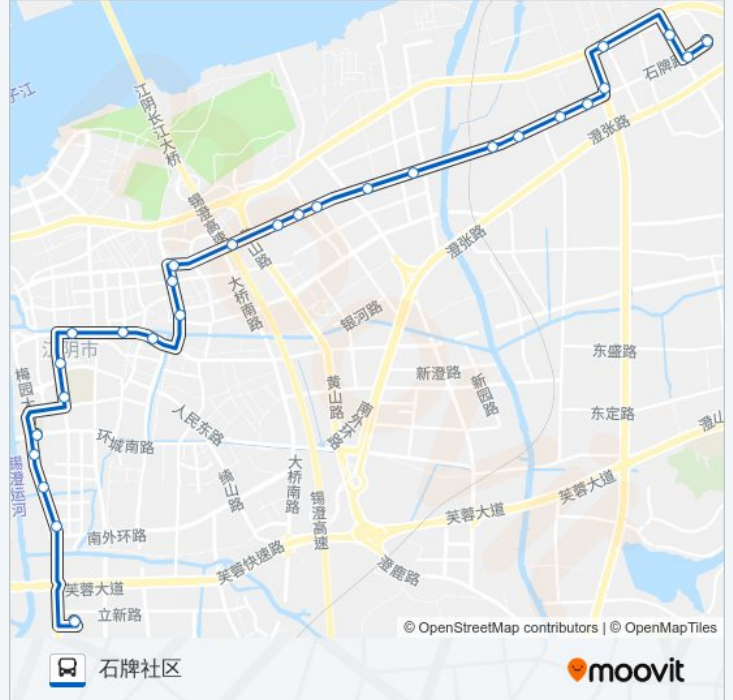 子江
江阴长江大桥
石牌路
澄张路
锡澄高速
黄山路
澄张路
大桥南路
银河路
江阴市
东盛路
梅园大
新澄路
新园路
黄山路
东定路
澄山
人民东路
环城南路
锡澄运河
绮山路
大桥南路
锡澄高速
芙蓉大道
芙蓉大道
南外环路
芙蓉快速路
澄鹿路
芙蓉大道
立新路
© OpenStreetMap contributors | © OpenMapTiles
石牌社区
moovit